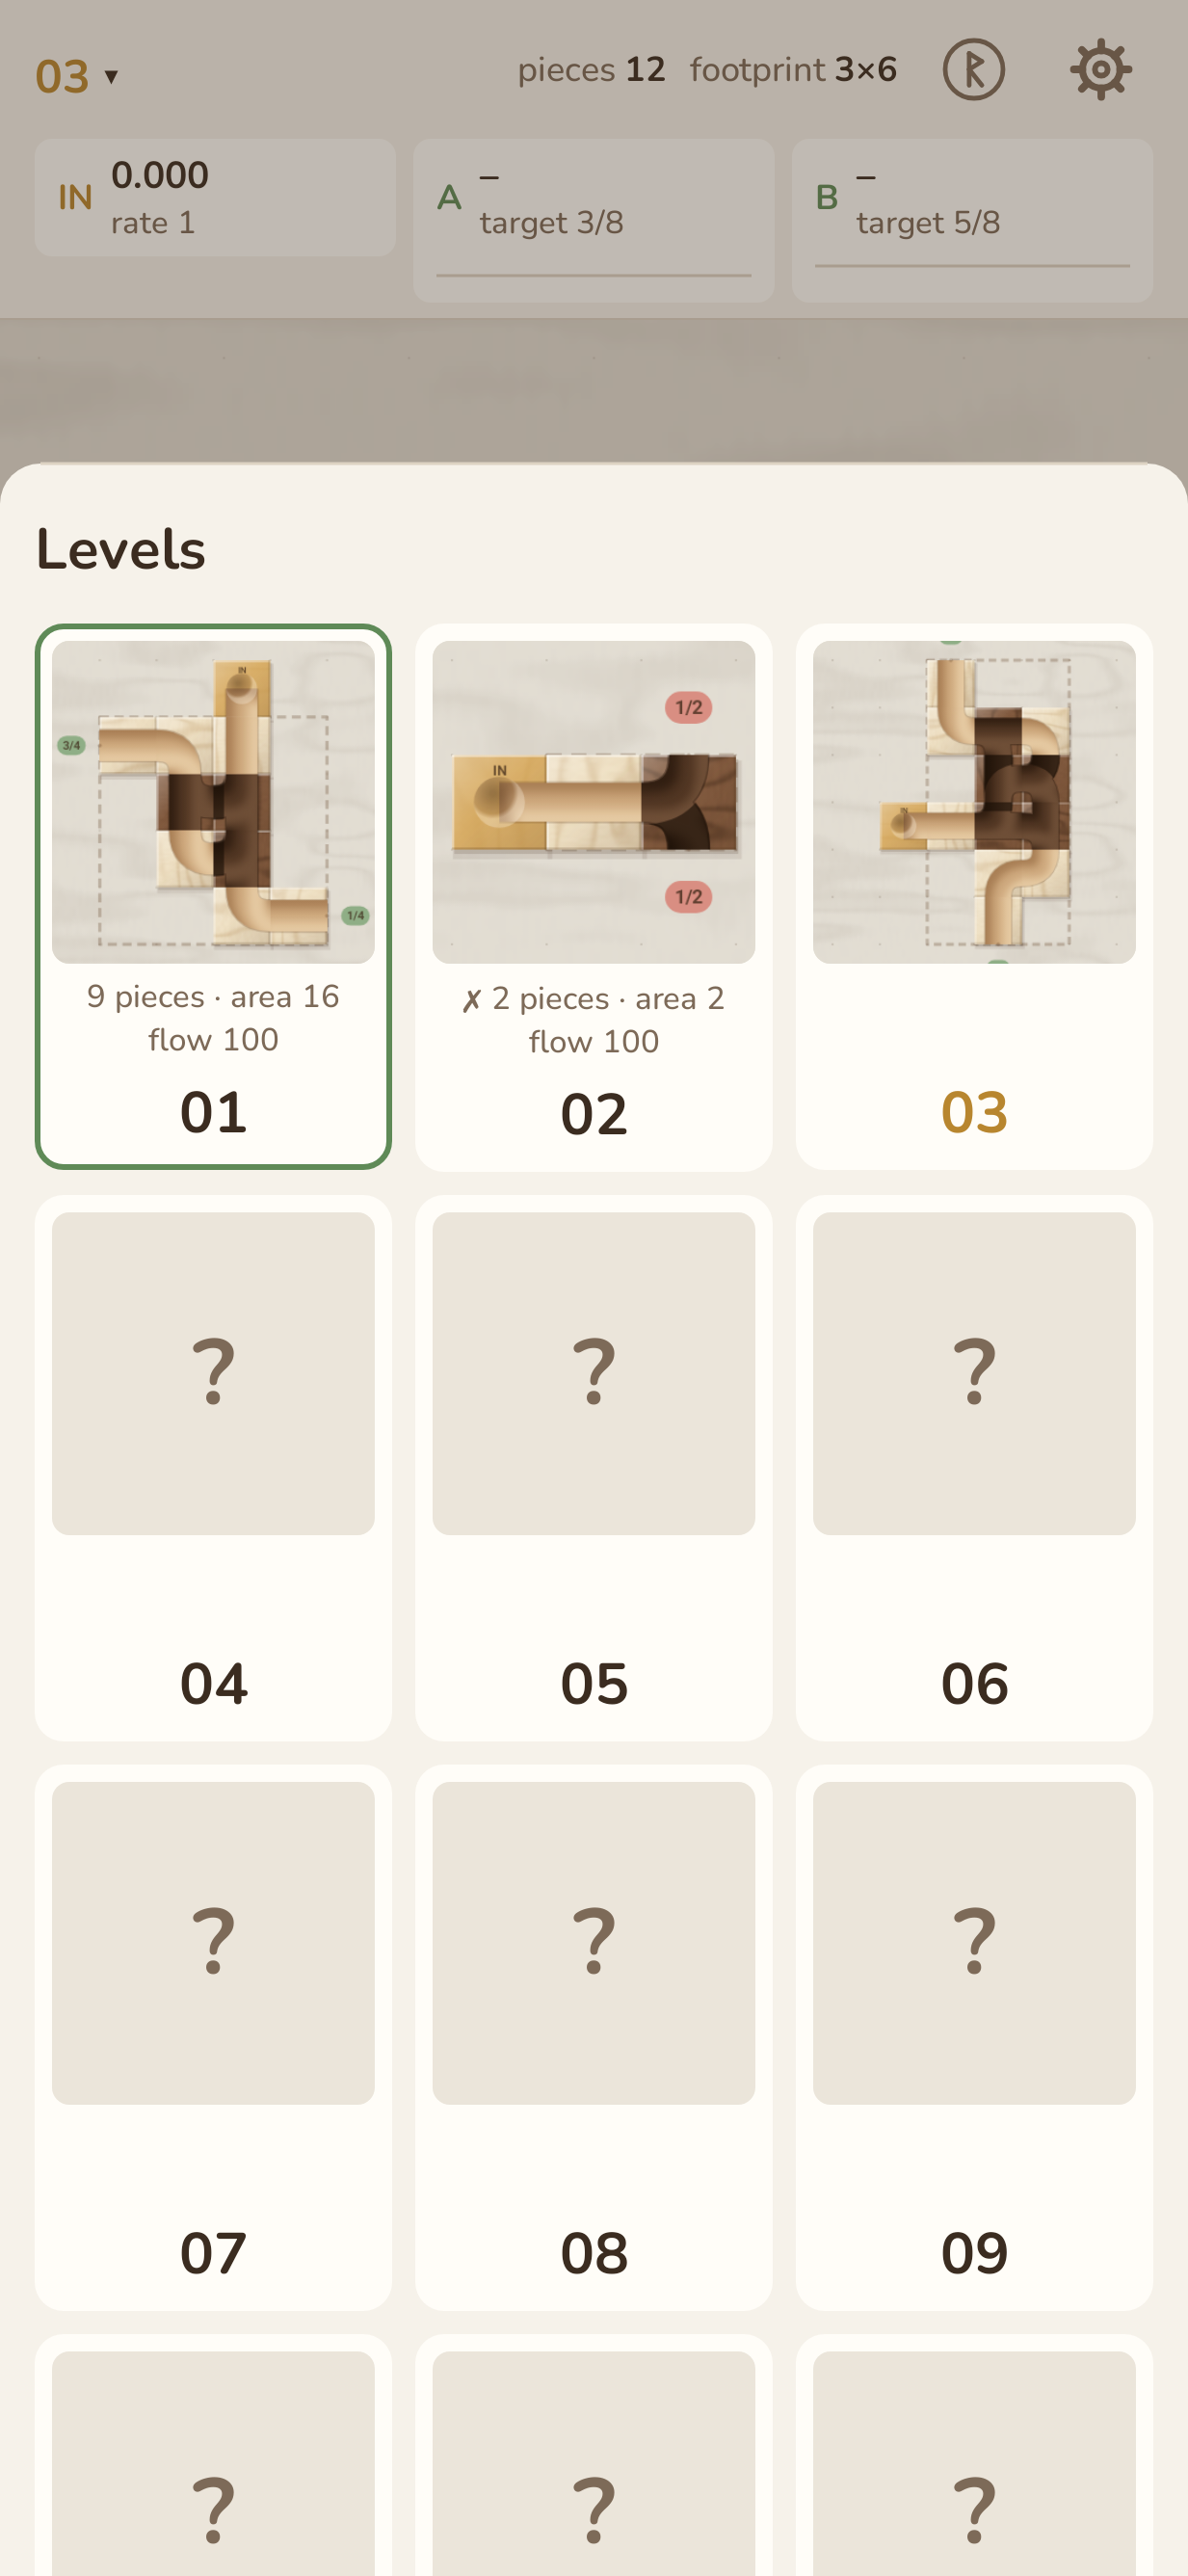 03 ▾ pieces 12 footprint 3×6
IN 0.000
rate 1
A –
target 3/8
B –
target 5/8
Levels
IN
3/4
1/4
9 pieces · area 16
flow 100
01
1/2
IN
1/2
✗ 2 pieces · area 2
flow 100
02
IN
03
?
04
?
05
?
06
?
07
?
08
?
09
?
?
?